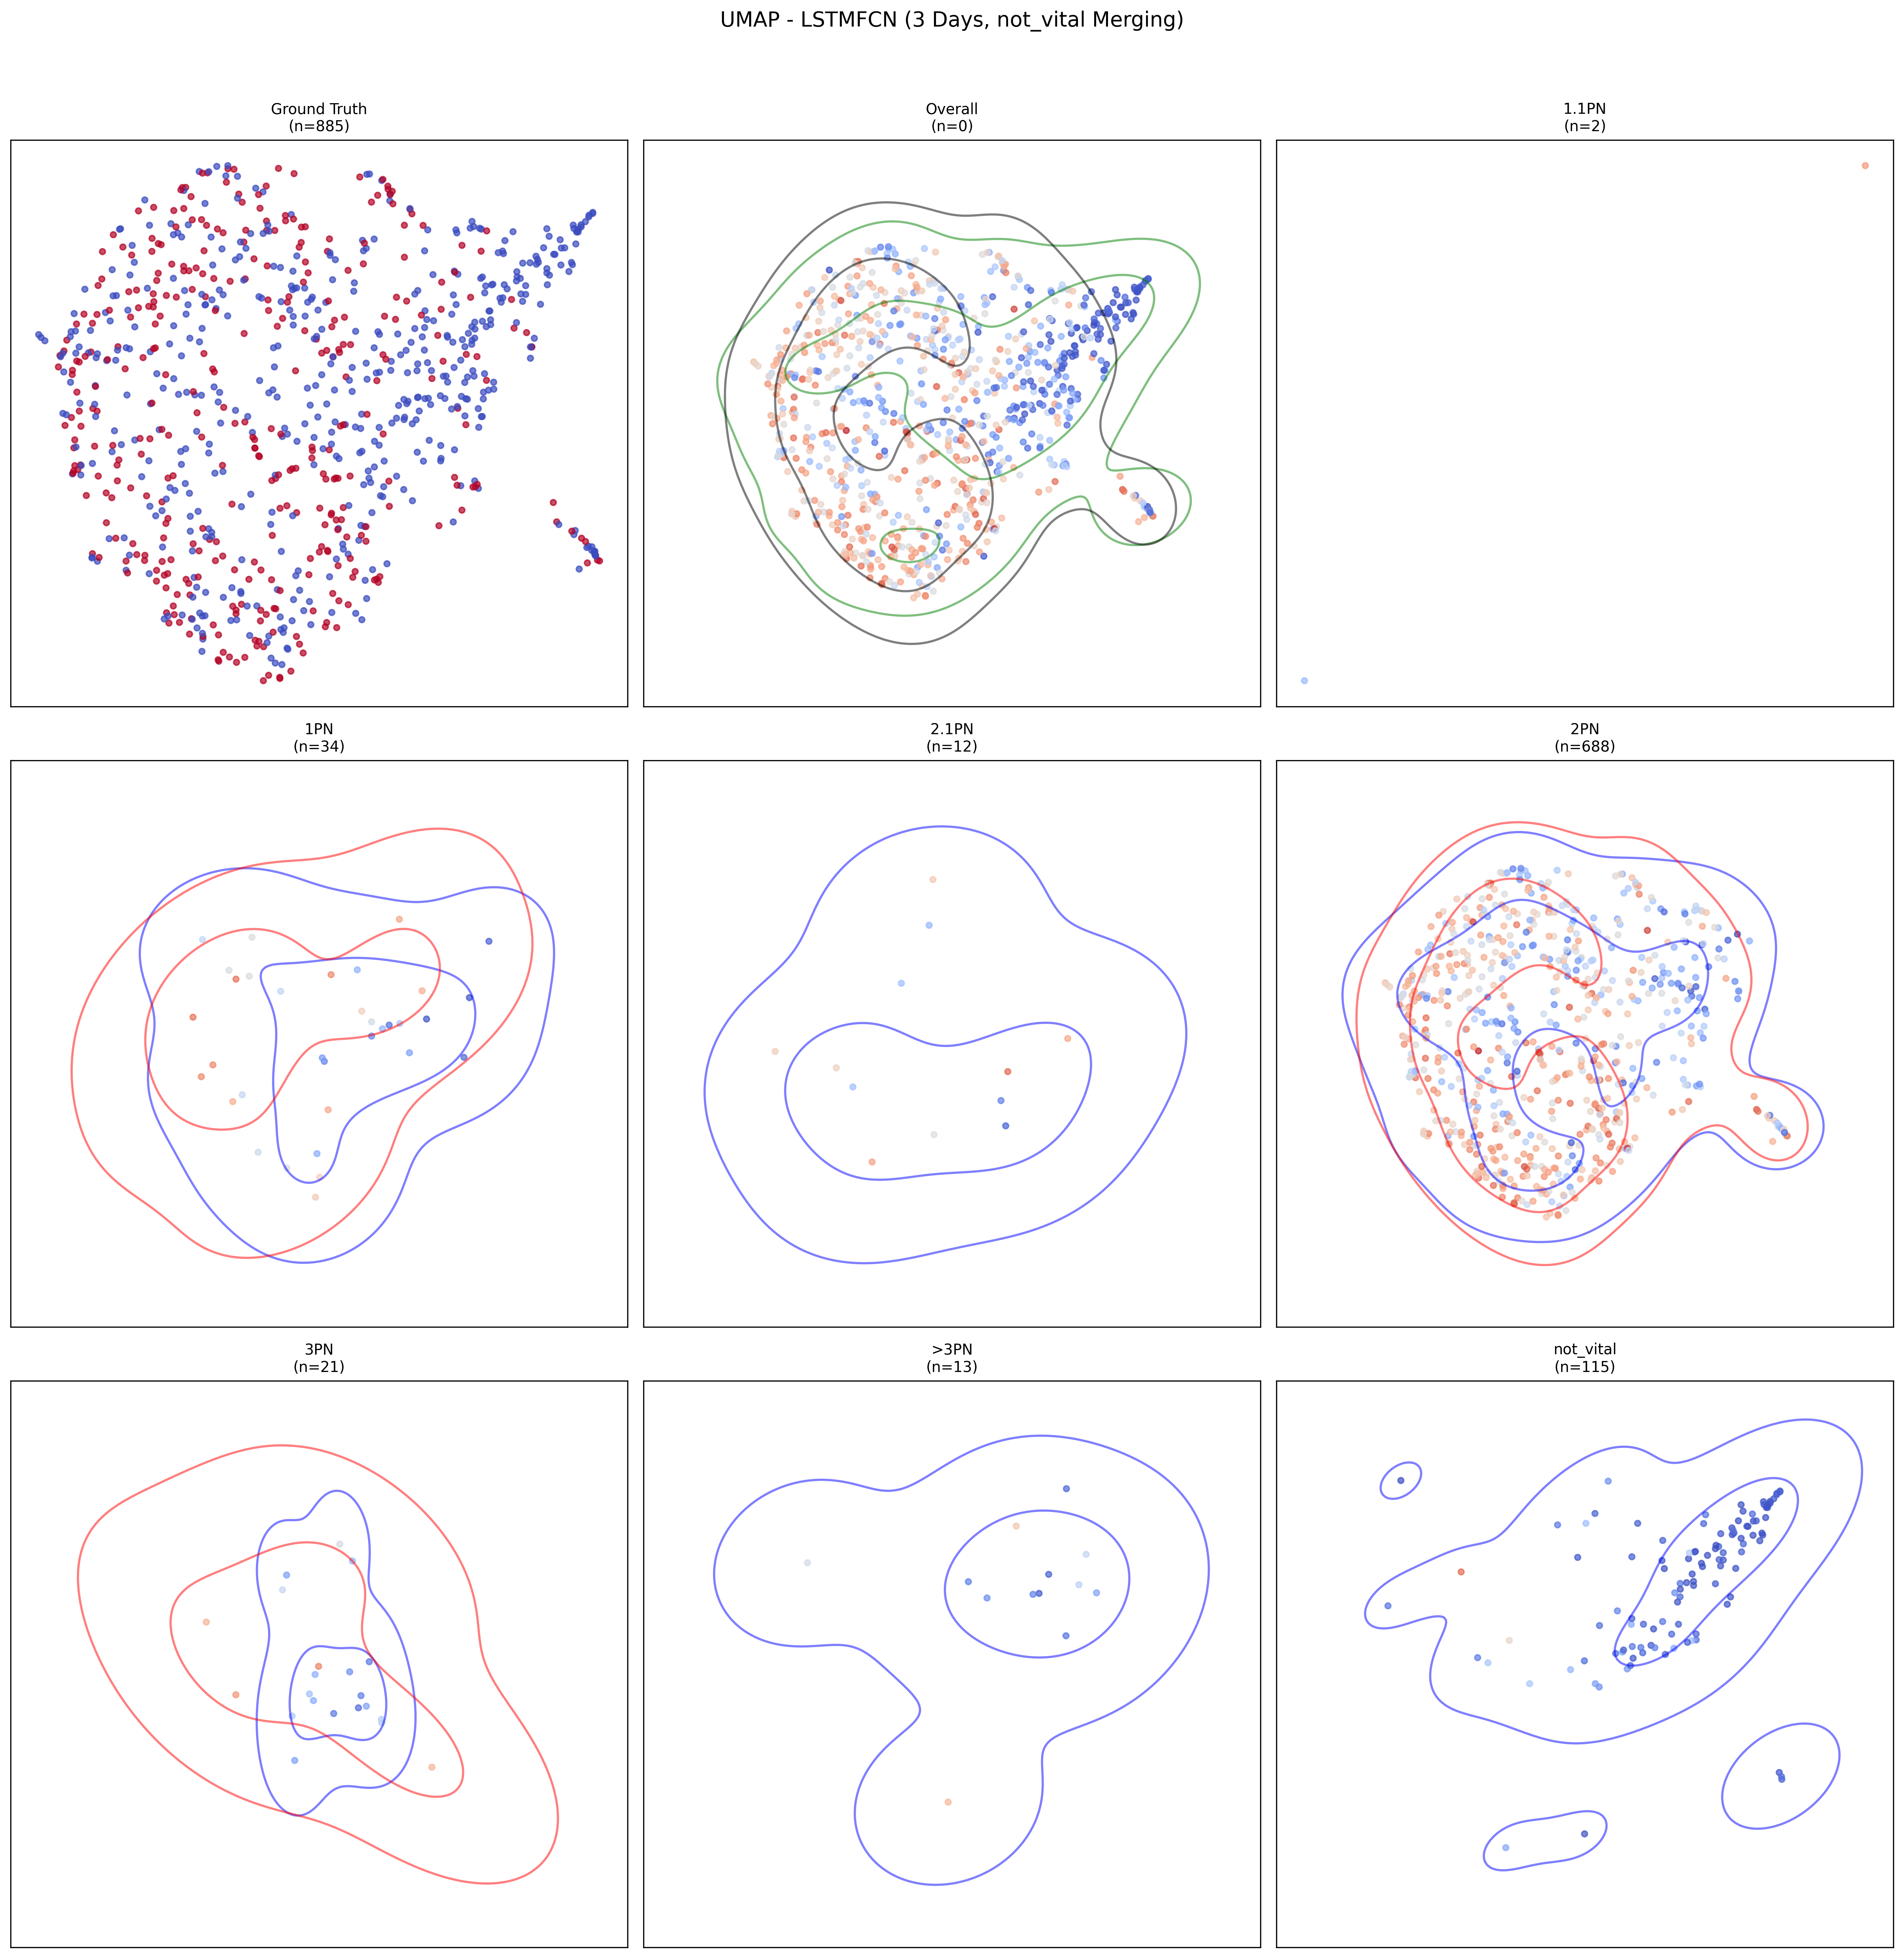 UMAP - LSTMFCN (3 Days, not_vital Merging)
Ground Truth
(n=885)
Overall
(n=0)
1.1PN
(n=2)
1PN
(n=34)
2.1PN
(n=12)
2PN
(n=688)
3PN
(n=21)
>3PN
(n=13)
not_vital
(n=115)